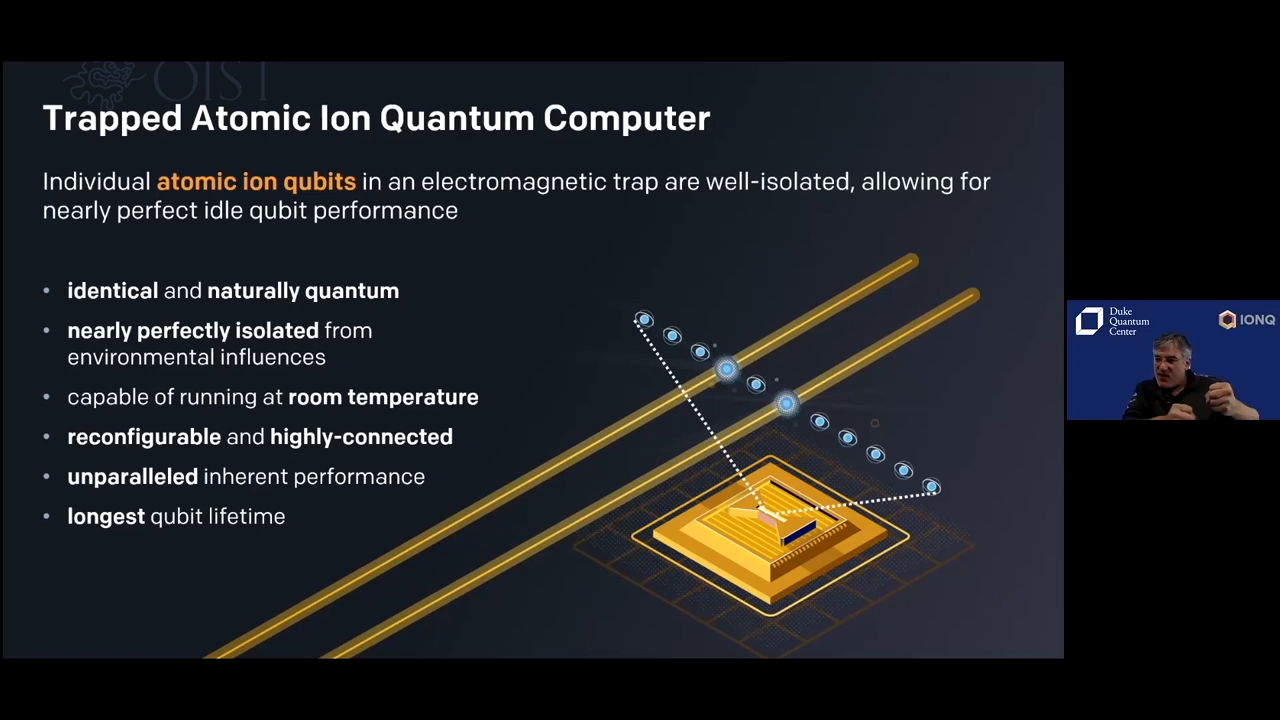 OIST
Trapped Atomic Ion Quantum Computer
Individual atomic ion qubits in an electromagnetic trap are well-isolated, allowing for
nearly perfect idle qubit performance
• identical and naturally quantum
• nearly perfectly isolated from
environmental influences
• capable of running at room temperature
• reconfigurable and highly-connected
• unparalleled inherent performance
• longest qubit lifetime
Duke
Quantum
Center
IONQ